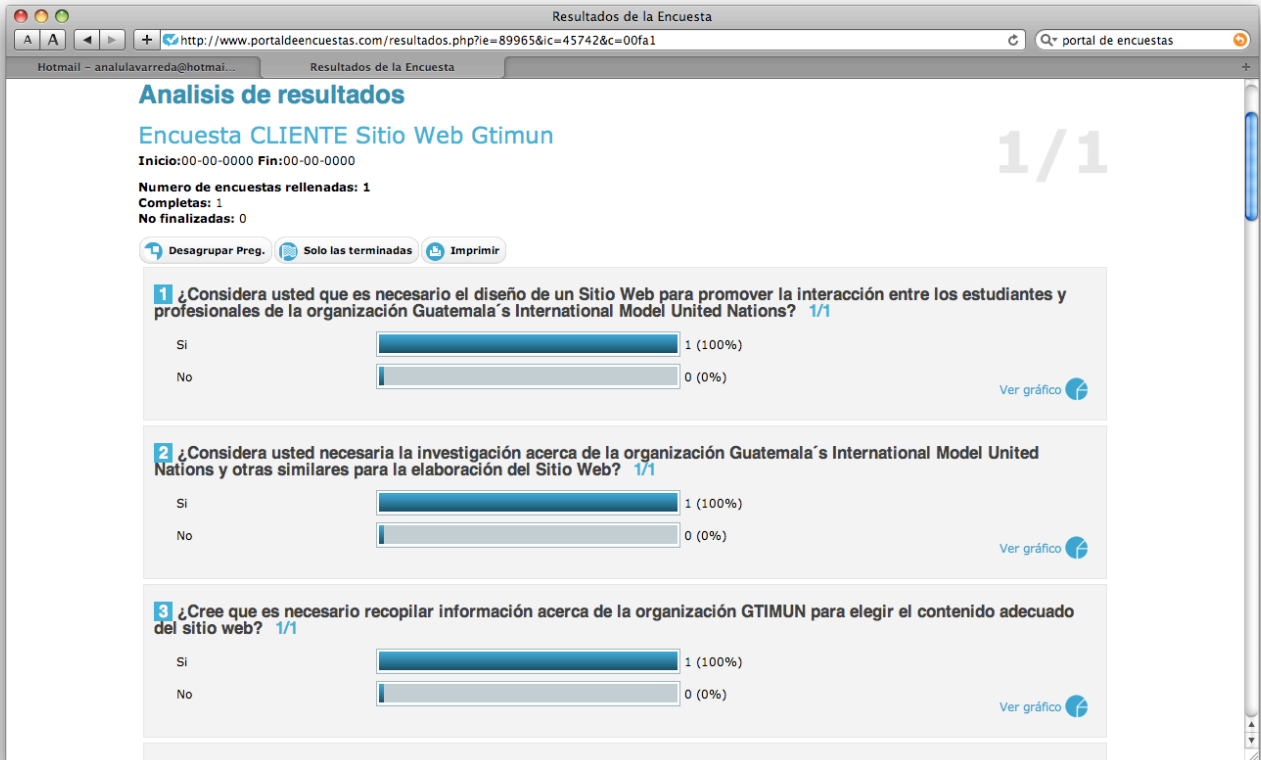 Resultados de la Encuesta
A A + http://www.portaldeencuestas.com/resultados.php?ie=89965&ic=45742&c=00fa1 portal de encuestas
Hotmail – analulavarreda@hotmai... Resultados de la Encuesta +
Analisis de resultados
Encuesta CLIENTE Sitio Web Gtimun
1/1
Inicio:00-00-0000 Fin:00-00-0000
Numero de encuestas rellenadas: 1
Completas: 1
No finalizadas: 0
Desagrupar Preg. Solo las terminadas Imprimir
1 ¿Considera usted que es necesario el diseño de un Sitio Web para promover la interacción entre los estudiantes y
profesionales de la organización Guatemala´s International Model United Nations? 1/1
Si 1 (100%)
No 0 (0%)
Ver gráfico
2 ¿Considera usted necesaria la investigación acerca de la organización Guatemala´s International Model United
Nations y otras similares para la elaboración del Sitio Web? 1/1
Si 1 (100%)
No 0 (0%)
Ver gráfico
3 ¿Cree que es necesario recopilar información acerca de la organización GTIMUN para elegir el contenido adecuado
del sitio web? 1/1
Si 1 (100%)
No 0 (0%)
Ver gráfico